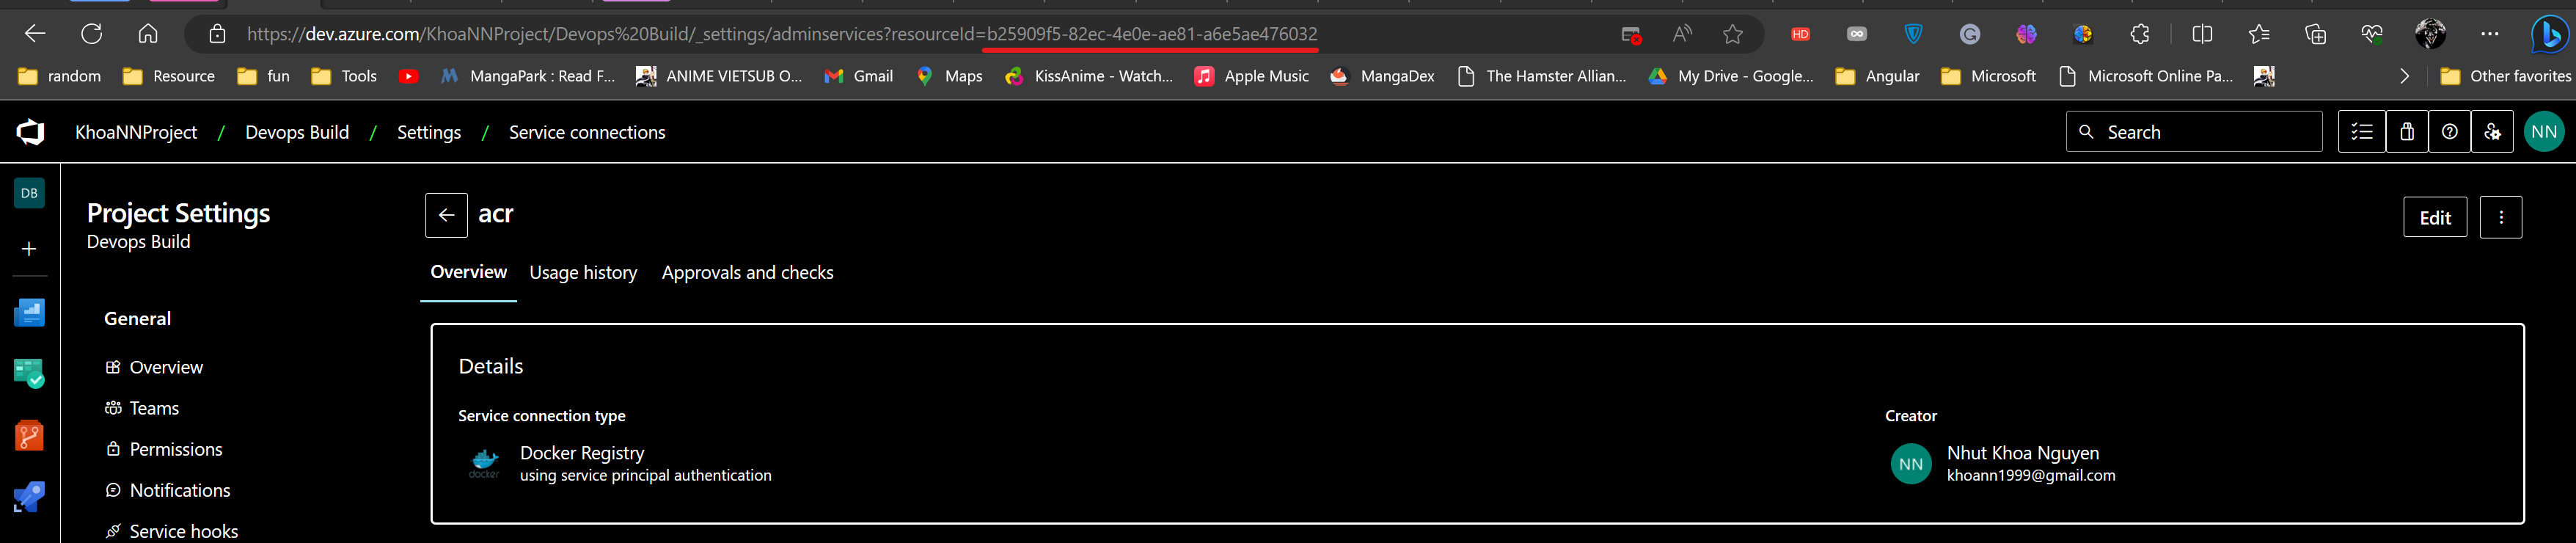 https://dev.azure.com/KhoaNNProject/Devops%20Build/_settings/adminservices?resourceId=b25909f5-82ec-4e0e-ae81-a6e5ae476032
HD
random Resource fun Tools MangaPark : Read F... ANIME VIETSUB O... Gmail Maps KissAnime - Watch... Apple Music MangaDex The Hamster Allian... My Drive - Google... Angular Microsoft Microsoft Online Pa... Other favorites
KhoaNNProject / Devops Build / Settings / Service connections Search NN
DB
Project Settings
Devops Build
General
Overview
Teams
Permissions
Notifications
Service hooks
acr Edit
Overview Usage history Approvals and checks
Details
Service connection type Creator
docker Docker Registry NN Nhut Khoa Nguyen
using service principal authentication khoann1999@gmail.com